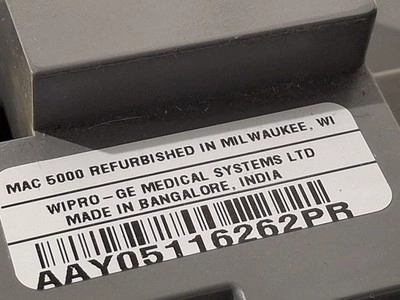 MAC 5000 REFURBISHED IN MILWAUKEE, WI
WIPRO-GE MEDICAL SYSTEMS LTD
MADE IN BANGALORE, INDIA
AAY05116262PR